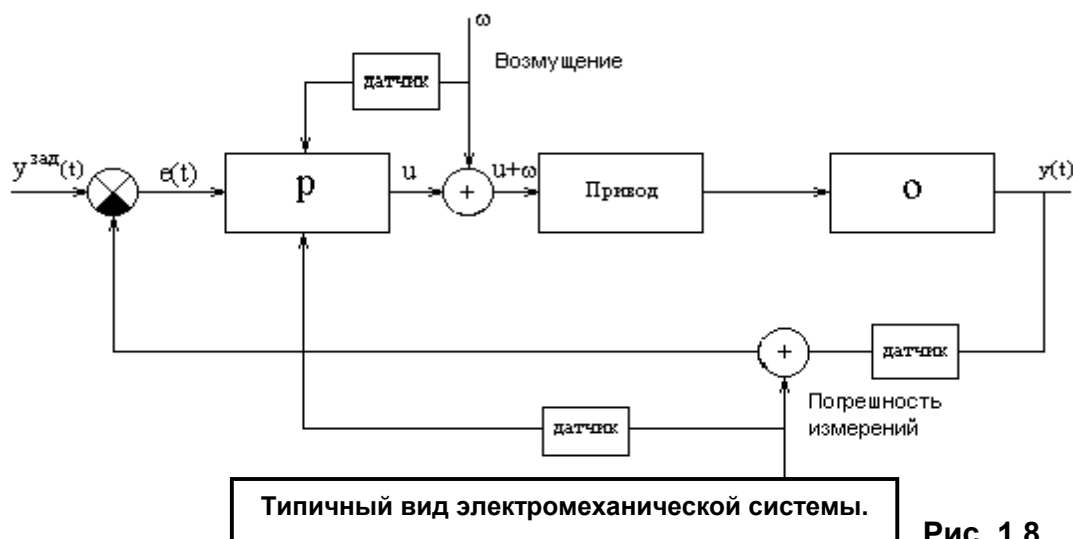 ω
Возмущение
датчик
y^зад(t)
e(t)
р
u
+
u+ω
Привод
о
y(t)
+
датчик
Погрешность
измерений
датчик
Типичный вид электромеханической системы.
Рис. 1.8